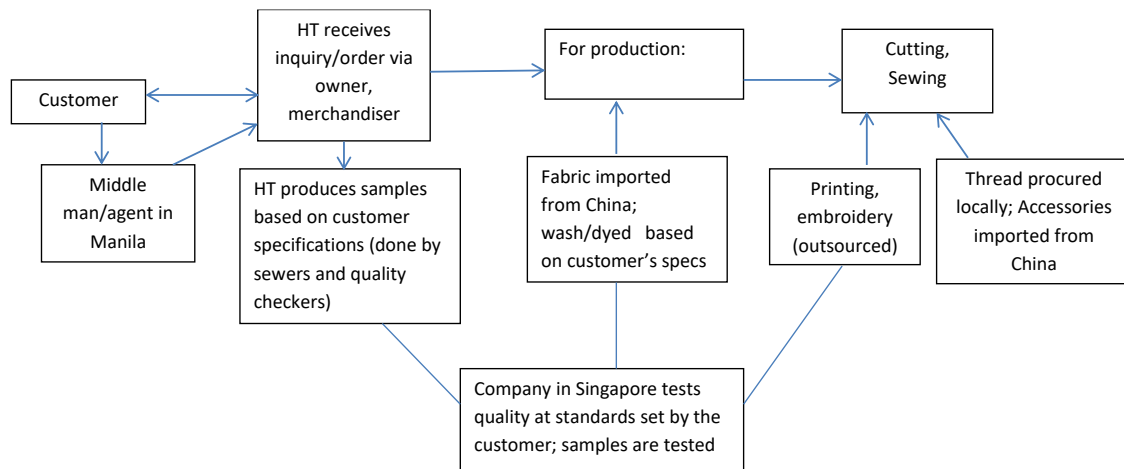 Customer
Middle
man/agent in
Manila
HT receives
inquiry/order via
owner,
merchandiser
HT produces samples
based on customer
specifications (done by
sewers and quality
checkers)
For production:
Fabric imported
from China;
wash/dyed based
on customer’s specs
Cutting,
Sewing
Printing,
embroidery
(outsourced)
Thread procured
locally; Accessories
imported from
China
Company in Singapore tests
quality at standards set by the
customer; samples are tested